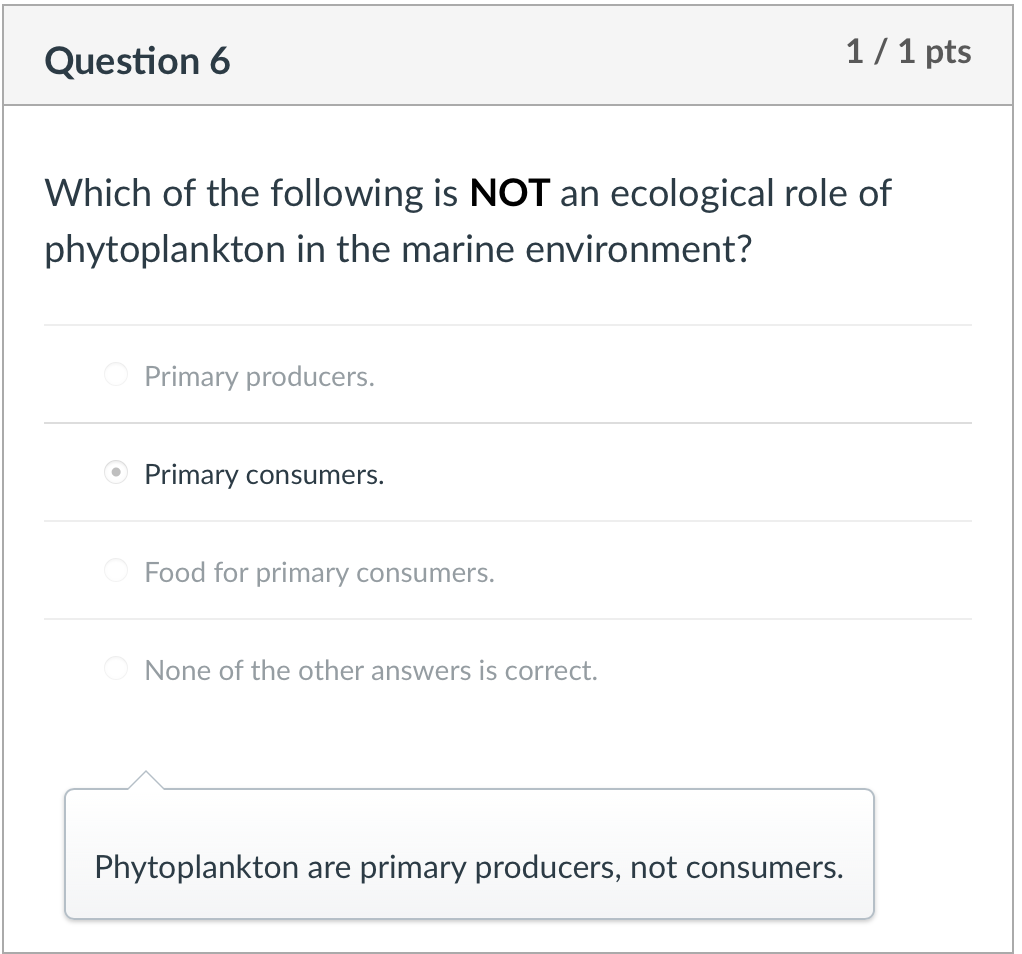 Question 6
1 / 1 pts
Which of the following is NOT an ecological role of
phytoplankton in the marine environment?
Primary producers.
Primary consumers.
Food for primary consumers.
None of the other answers is correct.
Phytoplankton are primary producers, not consumers.